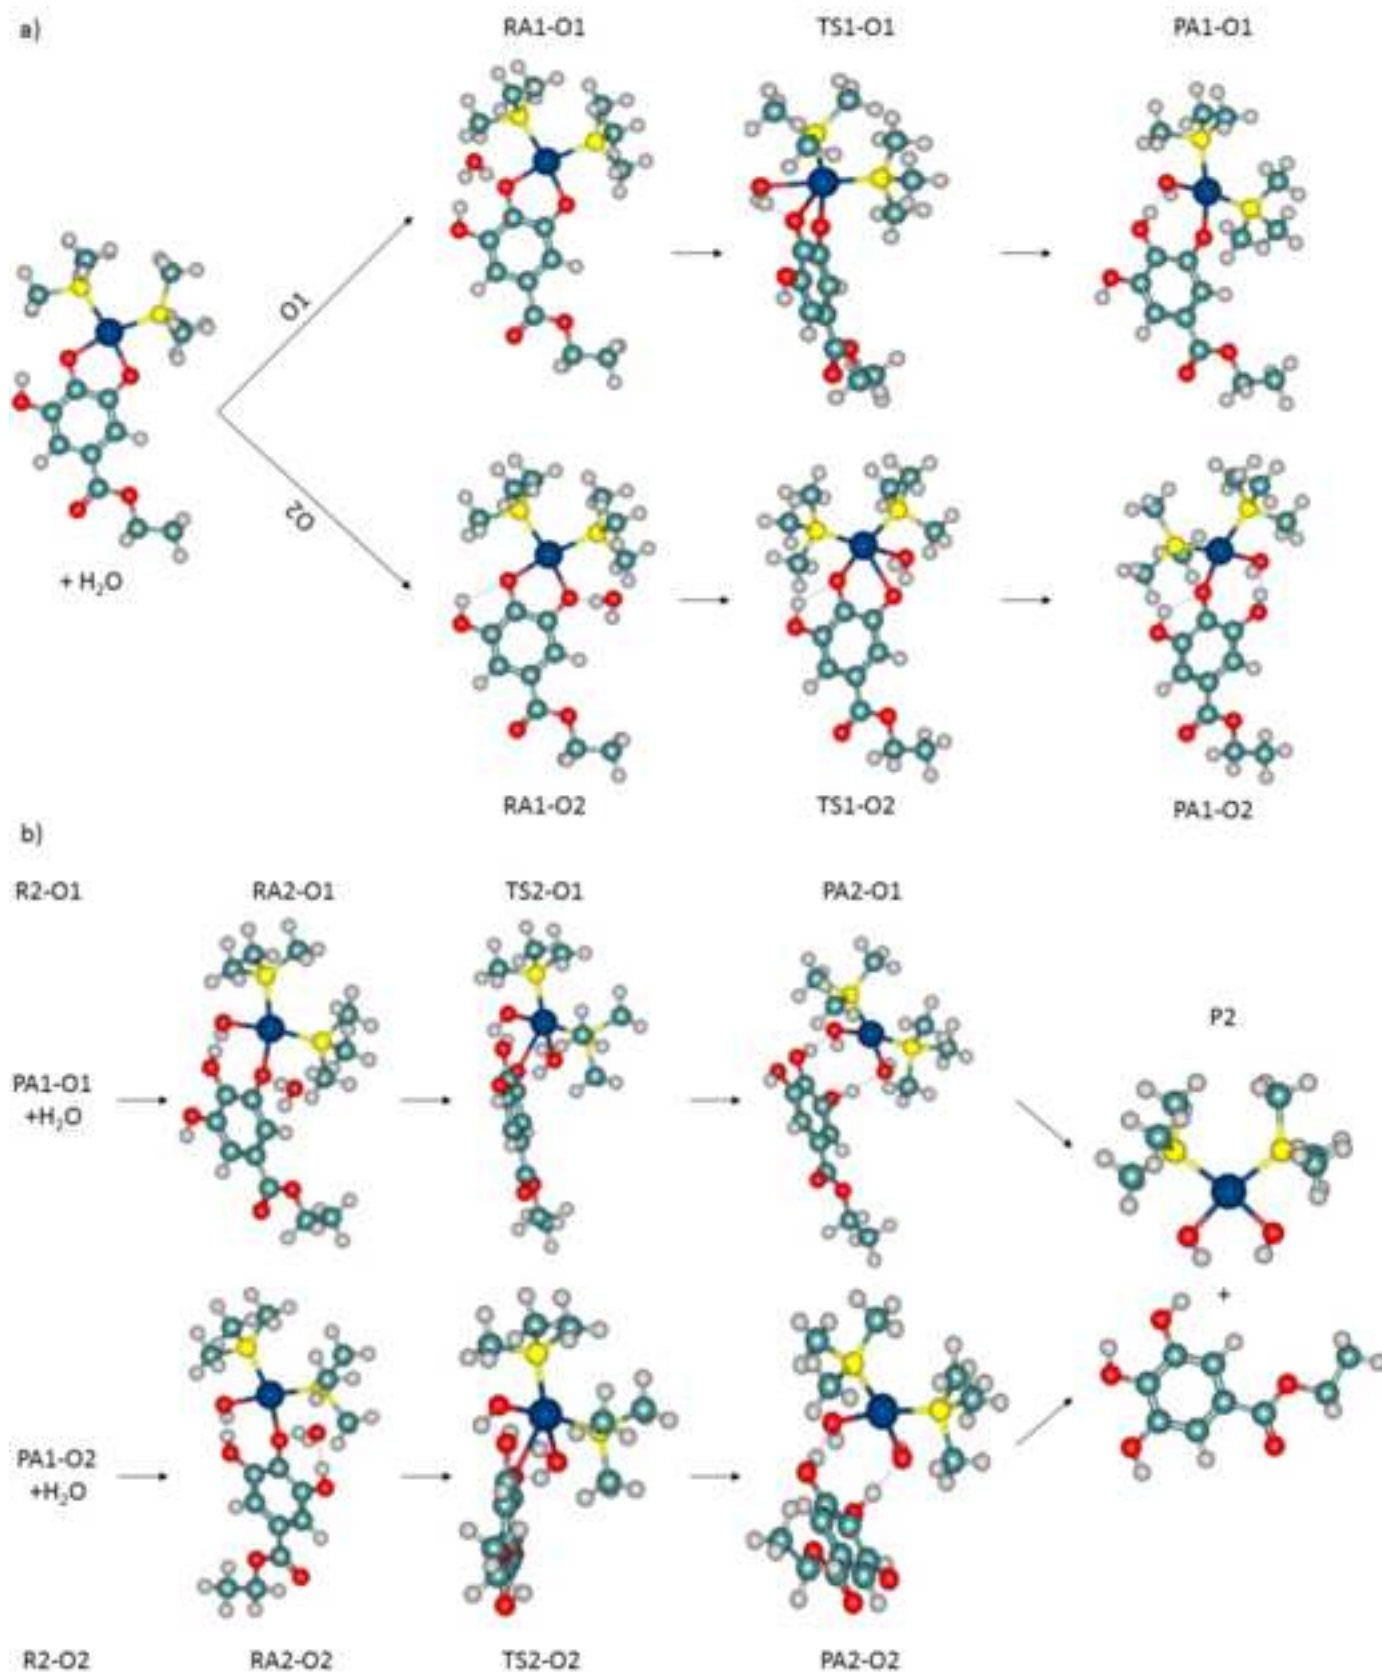 a)
RA1-O1 TS1-O1 PA1-O1
O1
O2
+ H₂O
RA1-O2 TS1-O2 PA1-O2
b)
R2-O1 RA2-O1 TS2-O1 PA2-O1
P2
PA1-O1
+H₂O
+
PA1-O2
+H₂O
R2-O2 RA2-O2 TS2-O2 PA2-O2